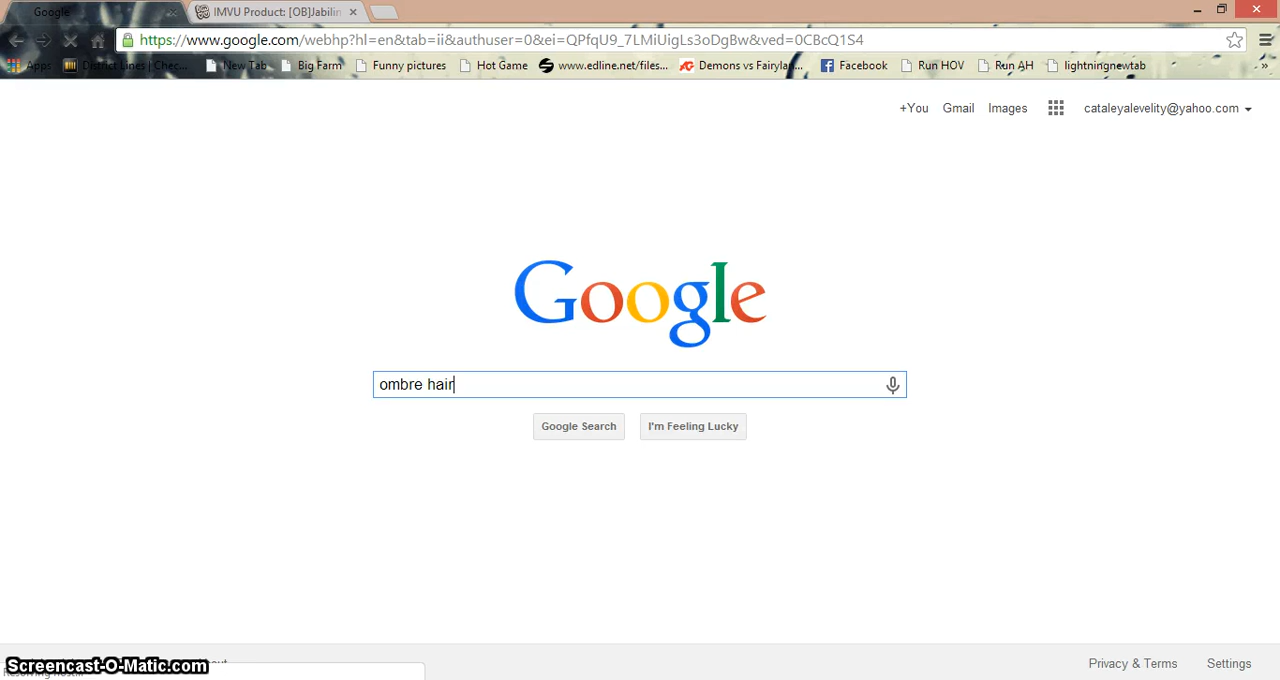 Google
IMVU Product: [OB]Jabilin
https://www.google.com/webhp?hl=en&tab=ii&authuser=0&ei=QPfqU9_7LMiUigLs3oDgBw&ved=0CBcQ1S4
Apps District Lines | Chec... New Tab Big Farm Funny pictures Hot Game www.edline.net/files... Demons vs Fairylan... Facebook Run HOV Run AH lightningnewtab »
+You Gmail Images cataleyalevelity@yahoo.com
Google
ombre hair
Google Search I'm Feeling Lucky
Screencast-O-Matic.com Privacy & Terms Settings